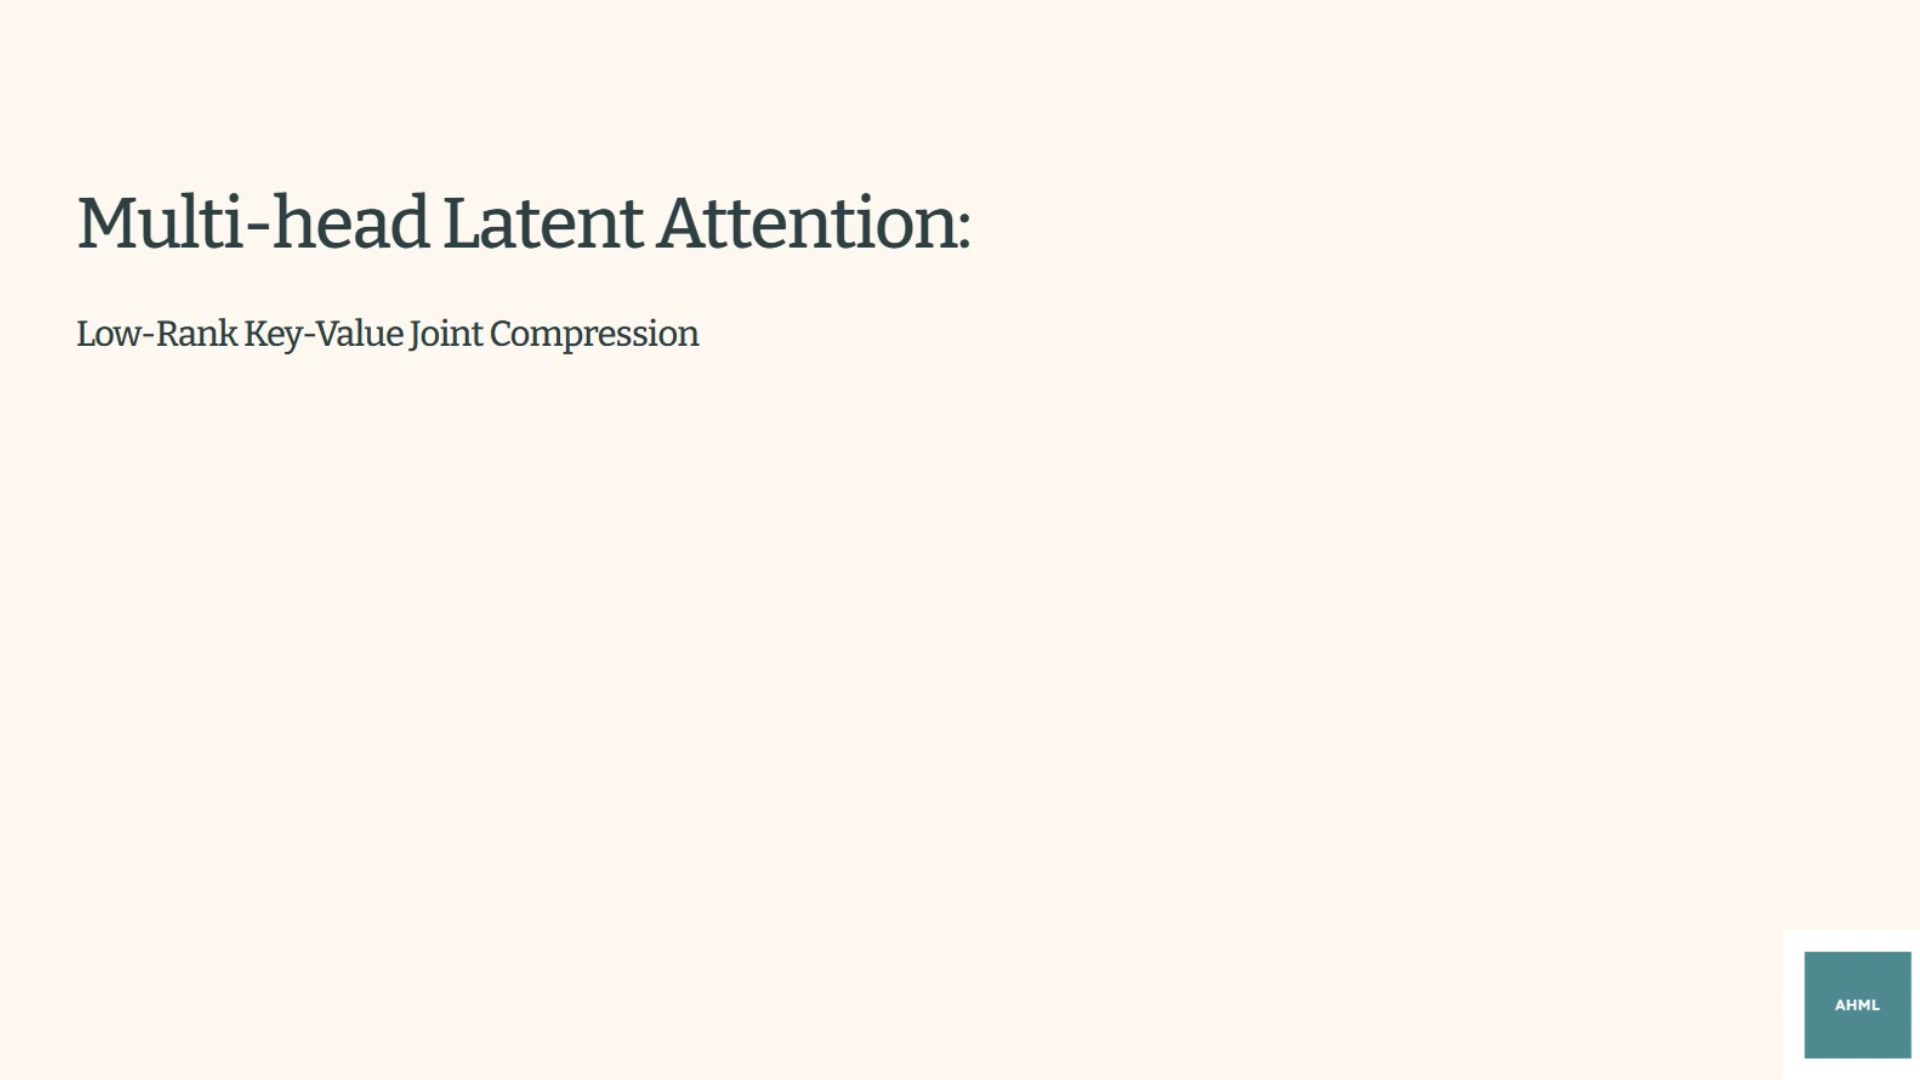 Multi-head Latent Attention:
Low-Rank Key-Value Joint Compression
AHML